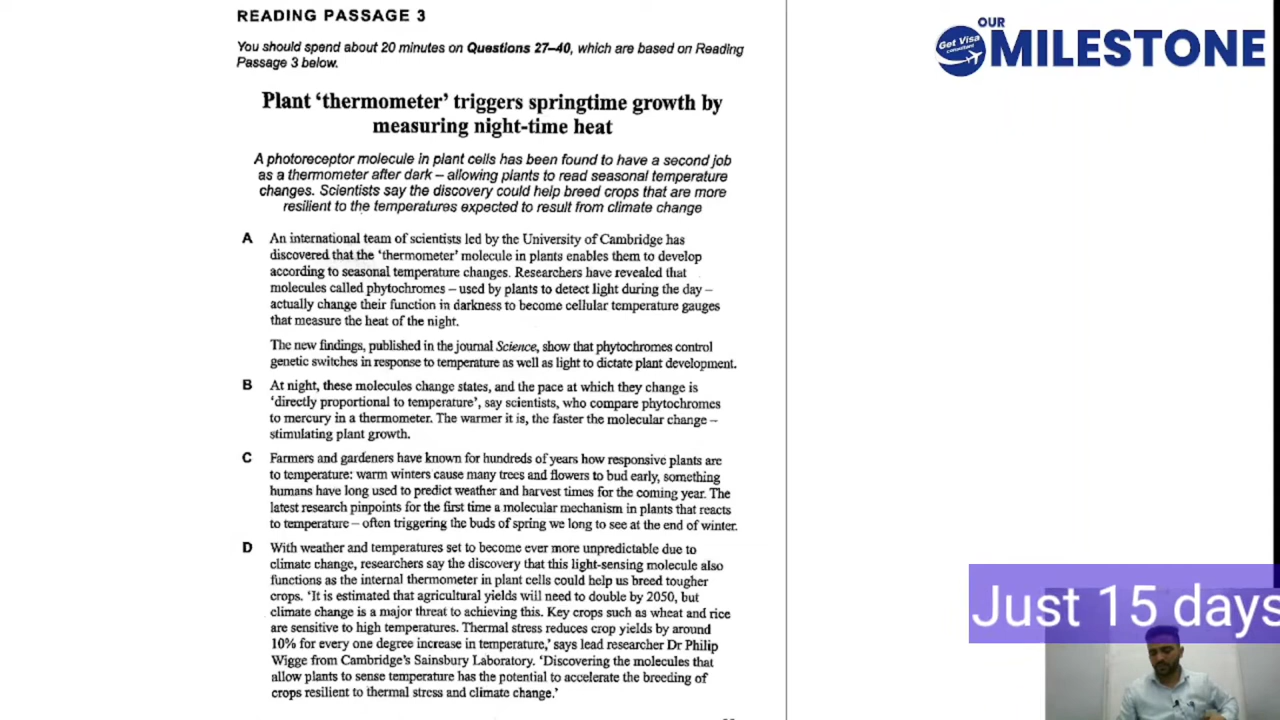 READING PASSAGE 3
You should spend about 20 minutes on Questions 27–40, which are based on Reading
Passage 3 below.
Plant ‘thermometer’ triggers springtime growth by
measuring night-time heat
A photoreceptor molecule in plant cells has been found to have a second job
as a thermometer after dark – allowing plants to read seasonal temperature
changes. Scientists say the discovery could help breed crops that are more
resilient to the temperatures expected to result from climate change
A An international team of scientists led by the University of Cambridge has
discovered that the ‘thermometer’ molecule in plants enables them to develop
according to seasonal temperature changes. Researchers have revealed that
molecules called phytochromes – used by plants to detect light during the day –
actually change their function in darkness to become cellular temperature gauges
that measure the heat of the night.
The new findings, published in the journal Science, show that phytochromes control
genetic switches in response to temperature as well as light to dictate plant development.
B At night, these molecules change states, and the pace at which they change is
‘directly proportional to temperature’, say scientists, who compare phytochromes
to mercury in a thermometer. The warmer it is, the faster the molecular change –
stimulating plant growth.
C Farmers and gardeners have known for hundreds of years how responsive plants are
to temperature: warm winters cause many trees and flowers to bud early, something
humans have long used to predict weather and harvest times for the coming year. The
latest research pinpoints for the first time a molecular mechanism in plants that reacts
to temperature – often triggering the buds of spring we long to see at the end of winter.
D With weather and temperatures set to become ever more unpredictable due to
climate change, researchers say the discovery that this light-sensing molecule also
functions as the internal thermometer in plant cells could help us breed tougher
crops. ‘It is estimated that agricultural yields will need to double by 2050, but
climate change is a major threat to achieving this. Key crops such as wheat and rice
are sensitive to high temperatures. Thermal stress reduces crop yields by around
10% for every one degree increase in temperature,’ says lead researcher Dr Philip
Wigge from Cambridge’s Sainsbury Laboratory. ‘Discovering the molecules that
allow plants to sense temperature has the potential to accelerate the breeding of
crops resilient to thermal stress and climate change.’
OUR
MILESTONE
Get Visa
consultant
Just 15 days